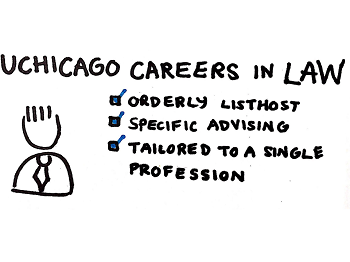 UCHICAGO CAREERS IN LAW
ORDERLY LISTHOST
SPECIFIC ADVISING
TAILORED TO A SINGLE
PROFESSION